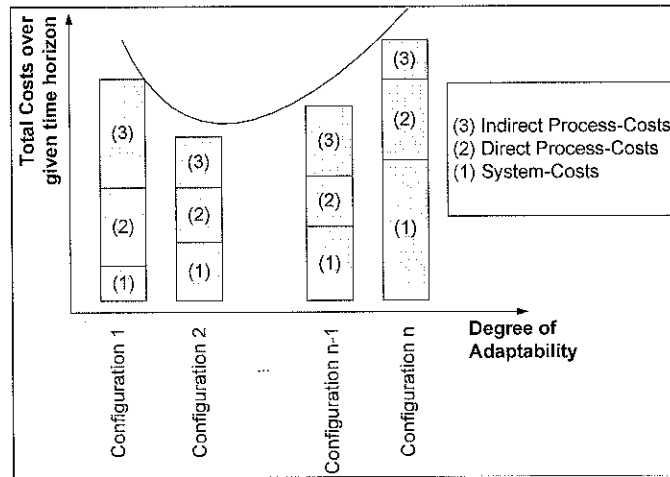 Total Costs over
given time horizon
(3)
(2)
(1)
(3)
(2)
(1)
(3)
(2)
(1)
(3)
(2)
(1)
(3) Indirect Process-Costs
(2) Direct Process-Costs
(1) System-Costs
Degree of
Adaptability
Configuration 1
Configuration 2
...
Configuration n-1
Configuration n